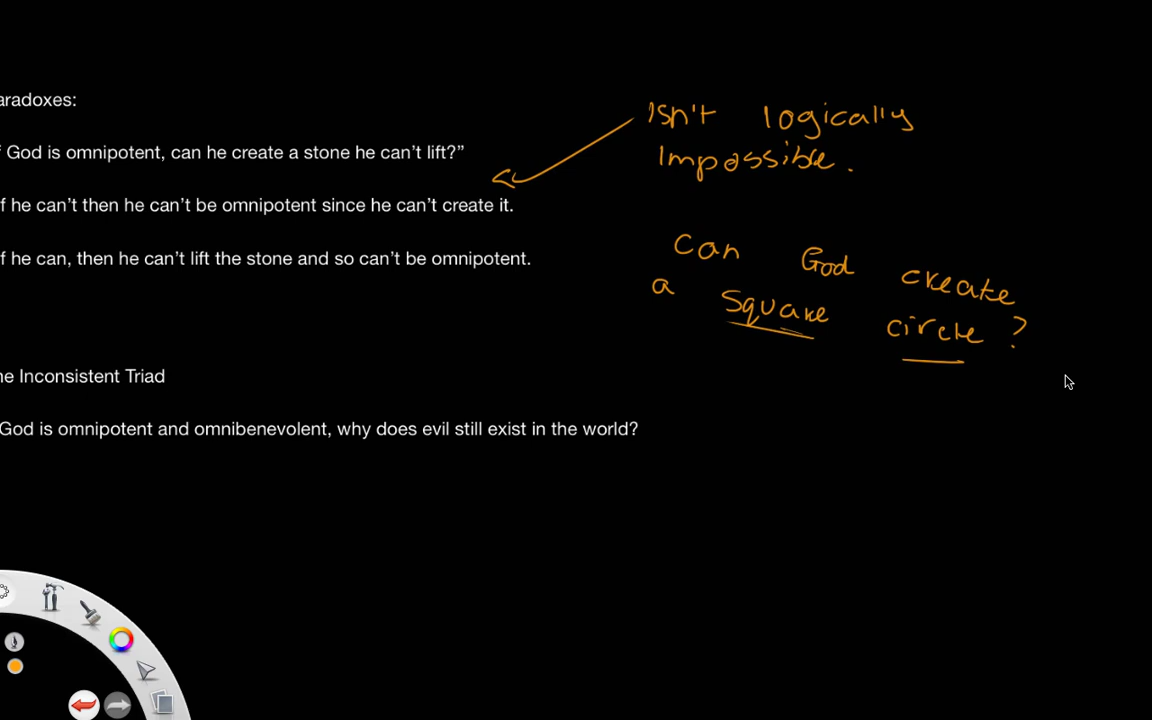 aradoxes:
f God is omnipotent, can he create a stone he can’t lift?”
f he can’t then he can’t be omnipotent since he can’t create it.
f he can, then he can’t lift the stone and so can’t be omnipotent.
ne Inconsistent Triad
God is omnipotent and omnibenevolent, why does evil still exist in the world?
Isn't logically
Impossible.
Can God create
a square circle?